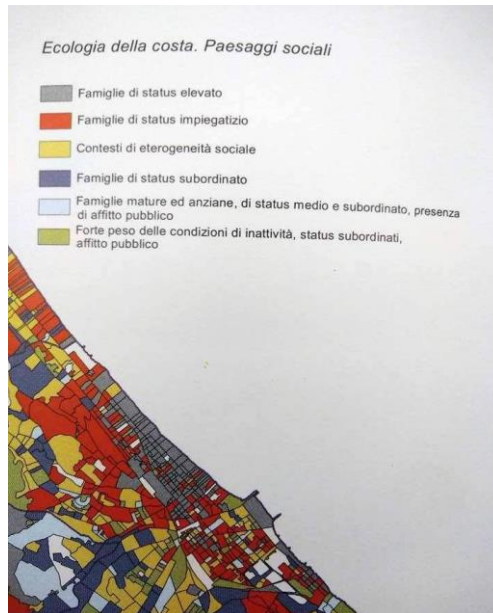 Ecologia della costa. Paesaggi sociali
Famiglie di status elevato
Famiglie di status impiegatizio
Contesti di eterogeneità sociale
Famiglie di status subordinato
Famiglie mature ed anziane, di status medio e subordinato, presenza
di affitto pubblico
Forte peso delle condizioni di inattività, status subordinati,
affitto pubblico